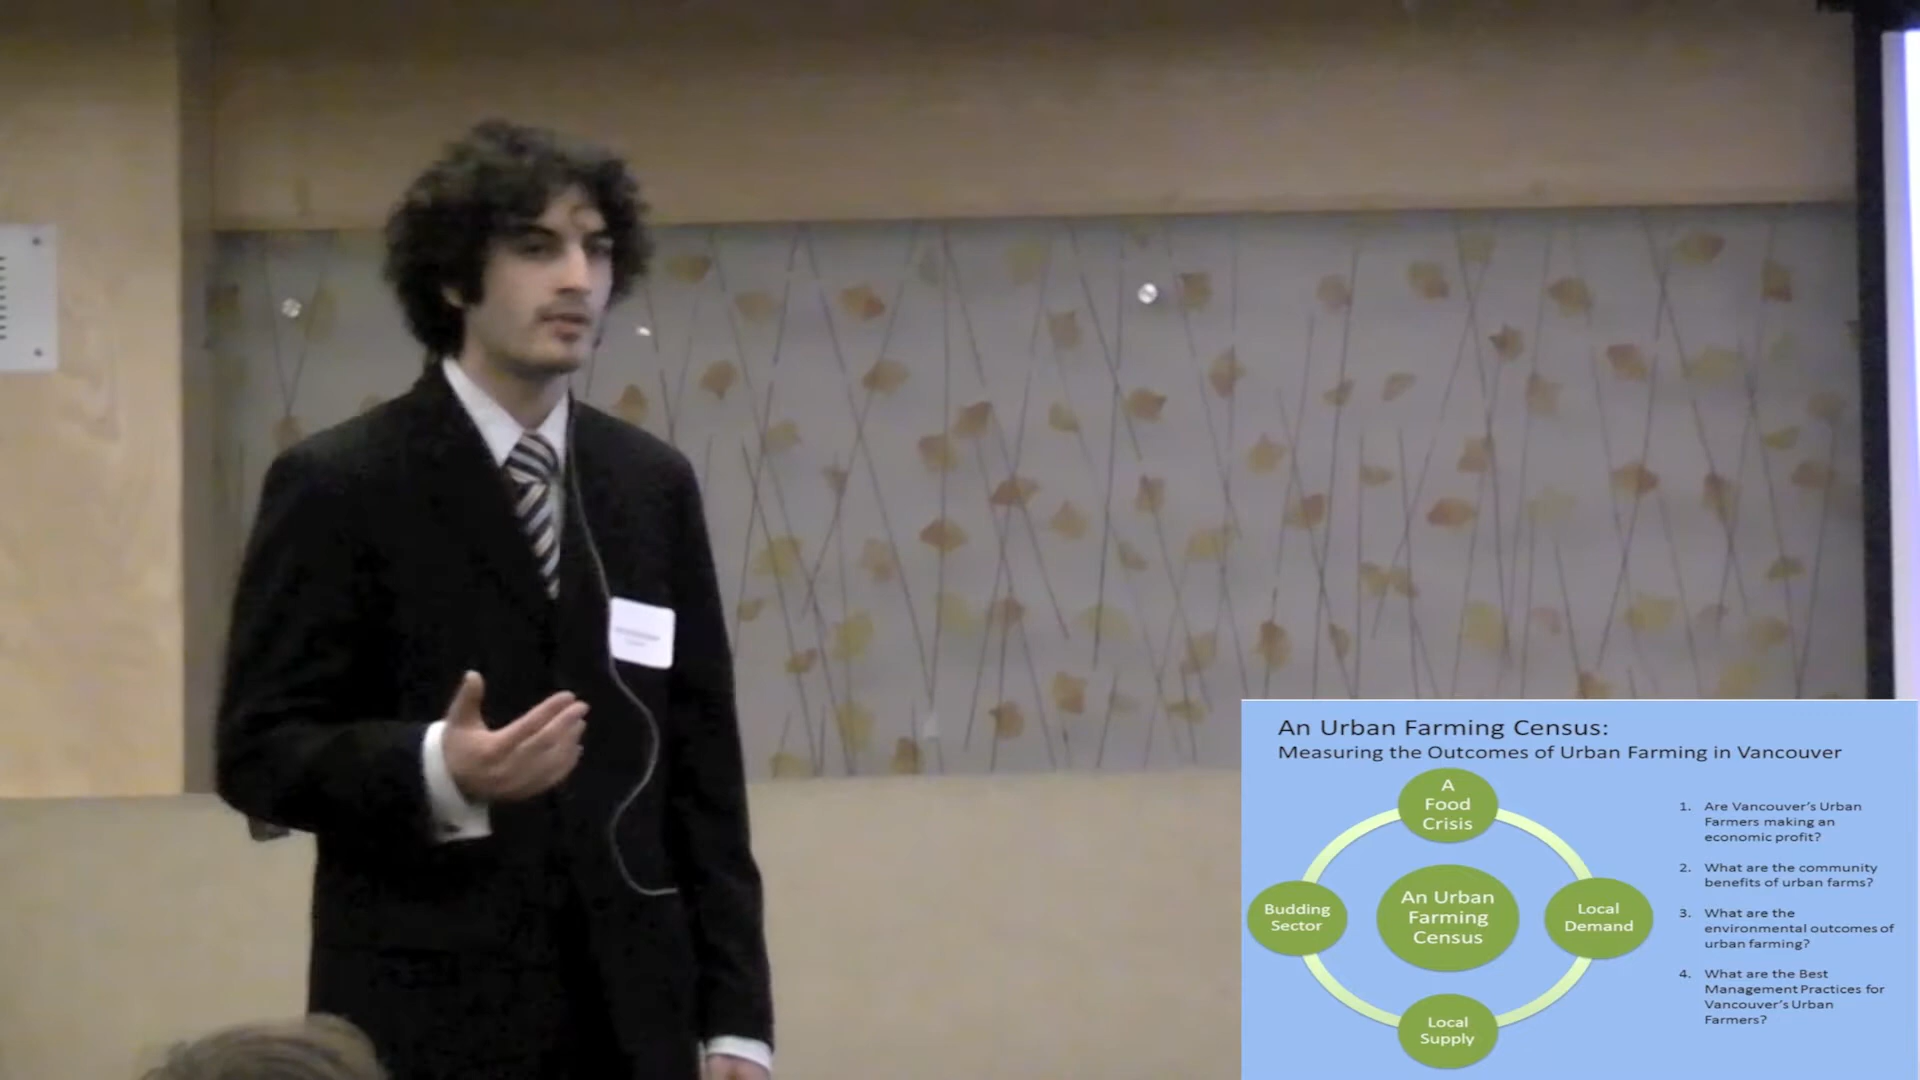 An Urban Farming Census:
Measuring the Outcomes of Urban Farming in Vancouver
A
Food
Crisis
Budding
Sector
An Urban
Farming
Census
Local
Demand
Local
Supply
1. Are Vancouver's Urban
Farmers making an
economic profit?
2. What are the community
benefits of urban farms?
3. What are the
environmental outcomes of
urban farming?
4. What are the Best
Management Practices for
Vancouver's Urban
Farmers?